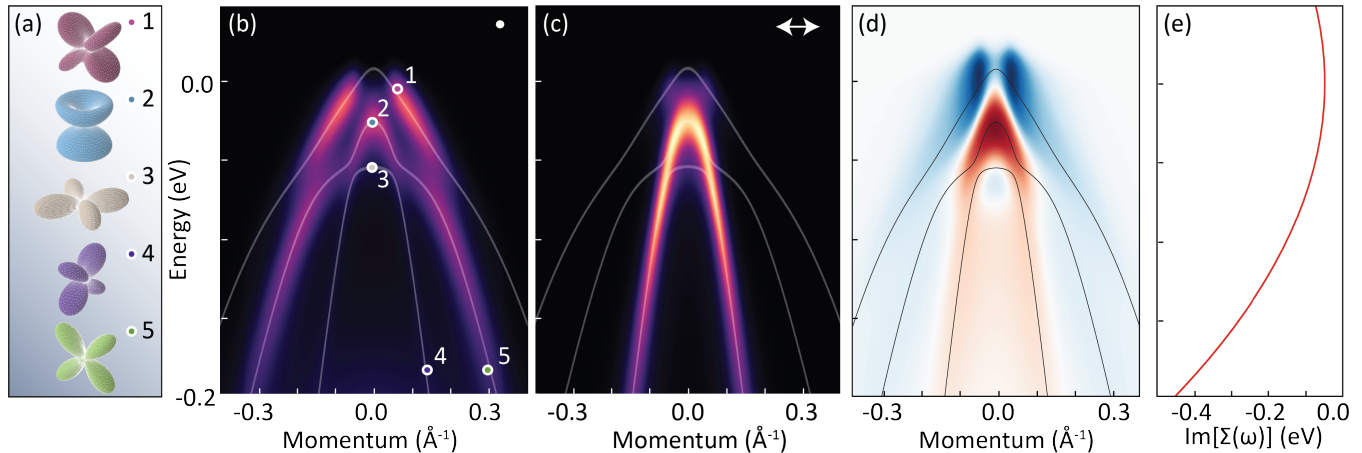 (a)
1
2
3
4
5
(b)
1
2
3
4
5
0.0
-0.2
Energy (eV)
-0.3
0.0
0.3
Momentum (Å⁻¹)
(c)
-0.3
0.0
0.3
Momentum (Å⁻¹)
(d)
-0.3
0.0
0.3
Momentum (Å⁻¹)
(e)
-0.4
-0.2
0.0
Im[Σ(ω)] (eV)